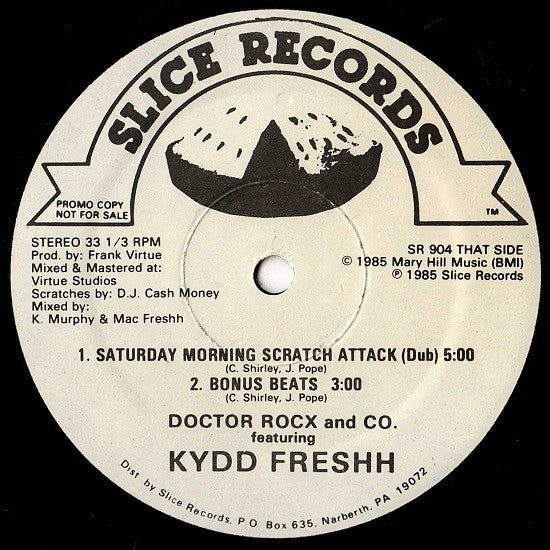 SLICE RECORDS
PROMO COPY
NOT FOR SALE
TM
STEREO 33 1/3 RPM
Prod. by: Frank Virtue
Mixed & Mastered at:
Virtue Studios
Scratches by: D.J. Cash Money
Mixed by:
K. Murphy & Mac Freshh
SR 904 THAT SIDE
© 1985 Mary Hill Music (BMI)
℗ 1985 Slice Records
1. SATURDAY MORNING SCRATCH ATTACK (Dub) 5:00
(C. Shirley, J. Pope)
2. BONUS BEATS 3:00
(C. Shirley, J. Pope)
DOCTOR ROCX and CO.
featuring
KYDD FRESHH
Dist. by Slice Records, P.O. Box 635, Narberth, PA 19072